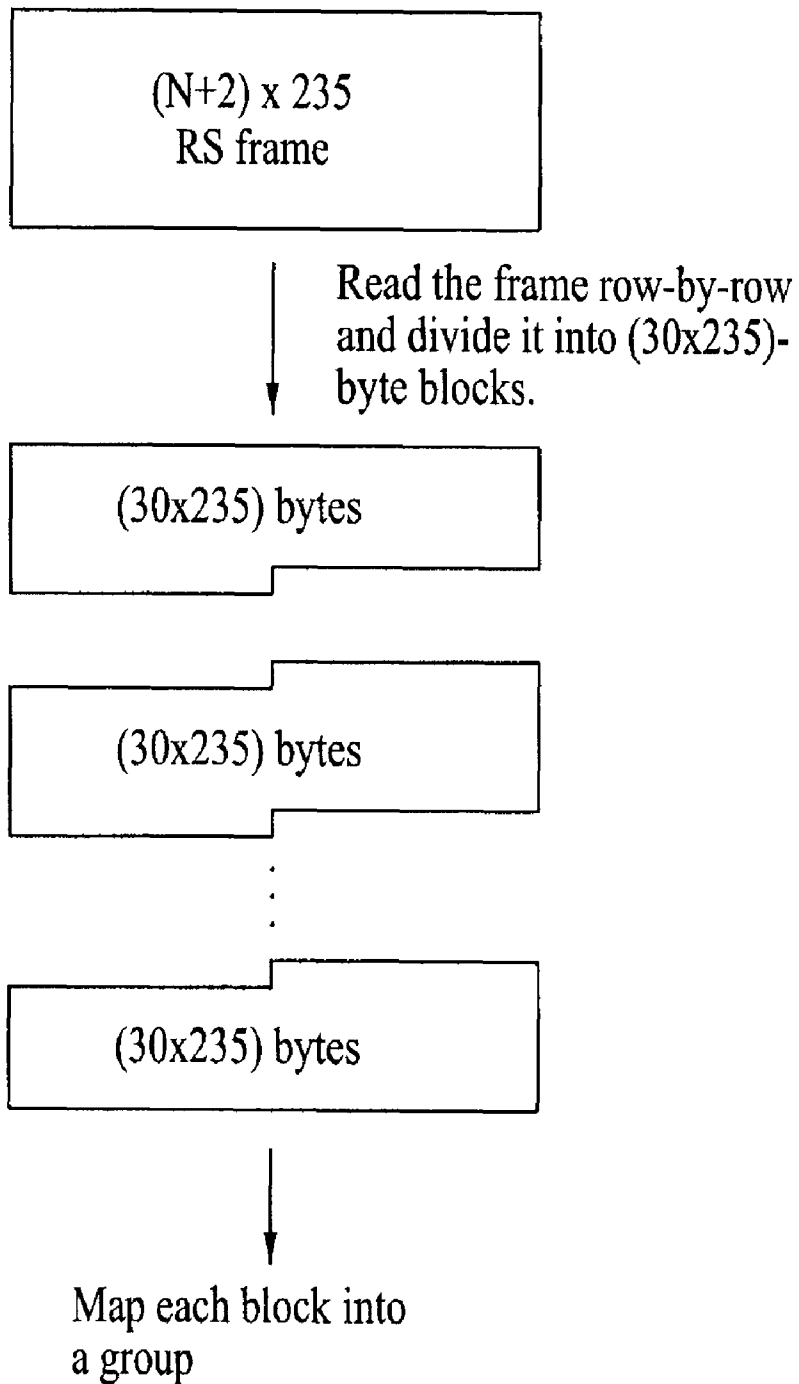 (N+2) x 235
RS frame
Read the frame row-by-row
and divide it into (30x235)-
byte blocks.
(30x235) bytes
(30x235) bytes
(30x235) bytes
Map each block into
a group